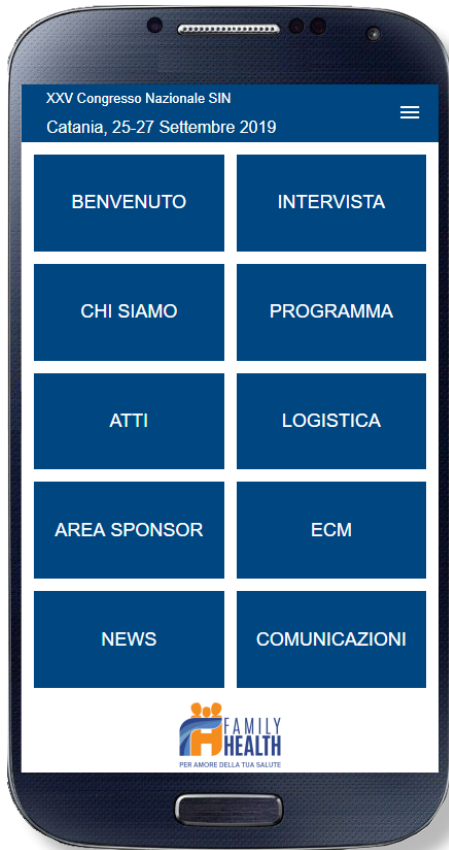 XXV Congresso Nazionale SIN
Catania, 25-27 Settembre 2019
BENVENUTO
INTERVISTA
CHI SIAMO
PROGRAMMA
ATTI
LOGISTICA
AREA SPONSOR
ECM
NEWS
COMUNICAZIONI
FAMILY
HEALTH
PER AMORE DELLA TUA SALUTE